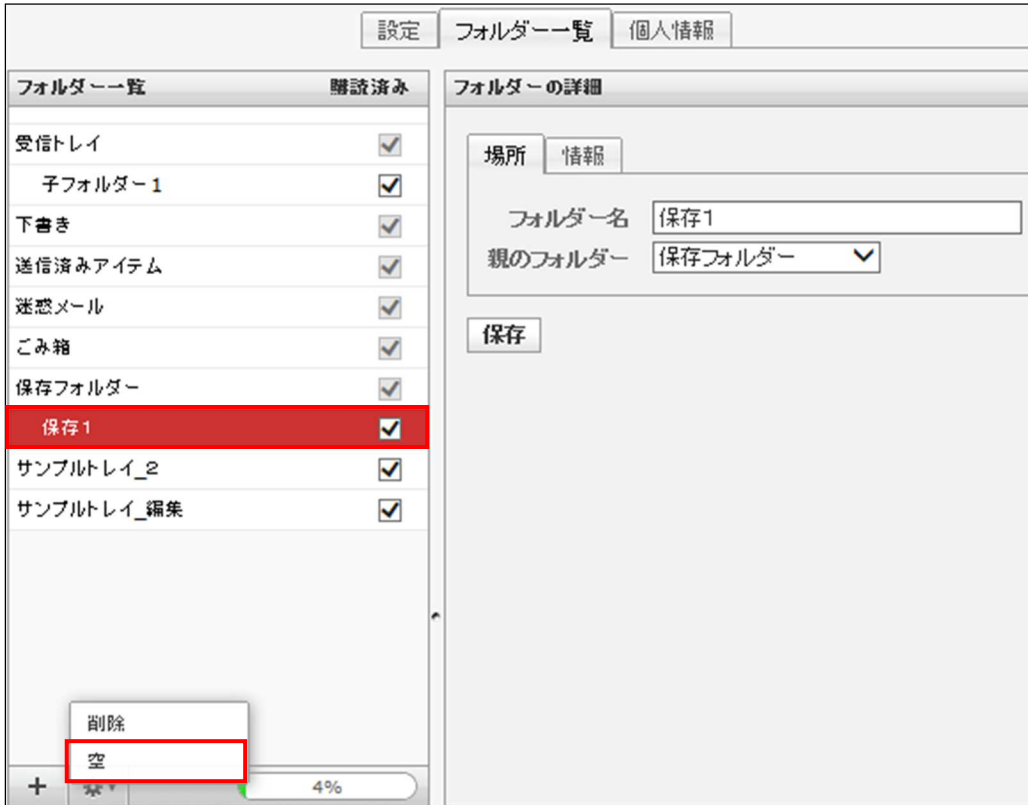 設定
フォルダー一覧
個人情報
フォルダー一覧 購読済み
受信トレイ
子フォルダー1
下書き
送信済みアイテム
迷惑メール
ごみ箱
保存フォルダー
保存1
サンプルトレイ_2
サンプルトレイ_編集
削除
空
+
4%
フォルダーの詳細
場所
情報
フォルダー名 保存1
親のフォルダー 保存フォルダー
保存